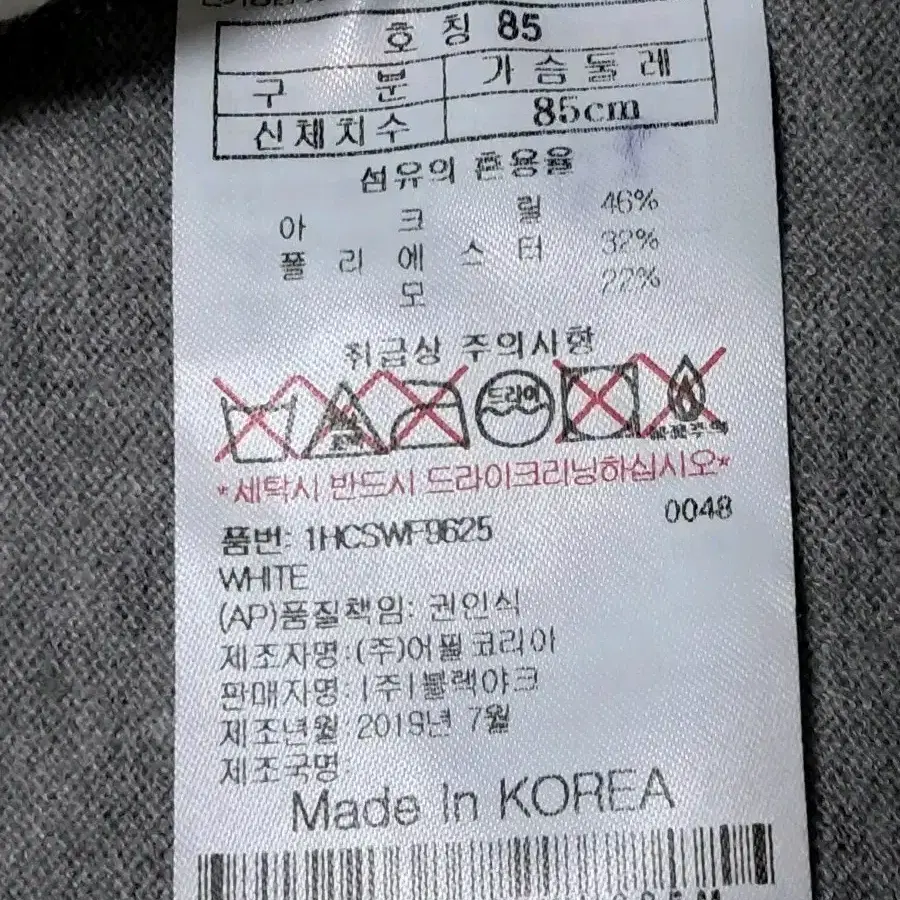 호 칭 85
구 분 가 슴 둘 레
신체치수 85cm
섬유의 혼용율
아 크 릴 46%
폴 리 에 스 터 32%
모 22%
취급상 주의사항
드라이
*세탁시 반드시 드라이크리닝하십시오*
0048
품번: 1HCSWF9625
WHITE
(AP)품질책임: 권인식
제조자명:(주)어필코리아
판매자명:(주)블랙야크
제조년월 2019년 7월
제조국명:
Made In KOREA